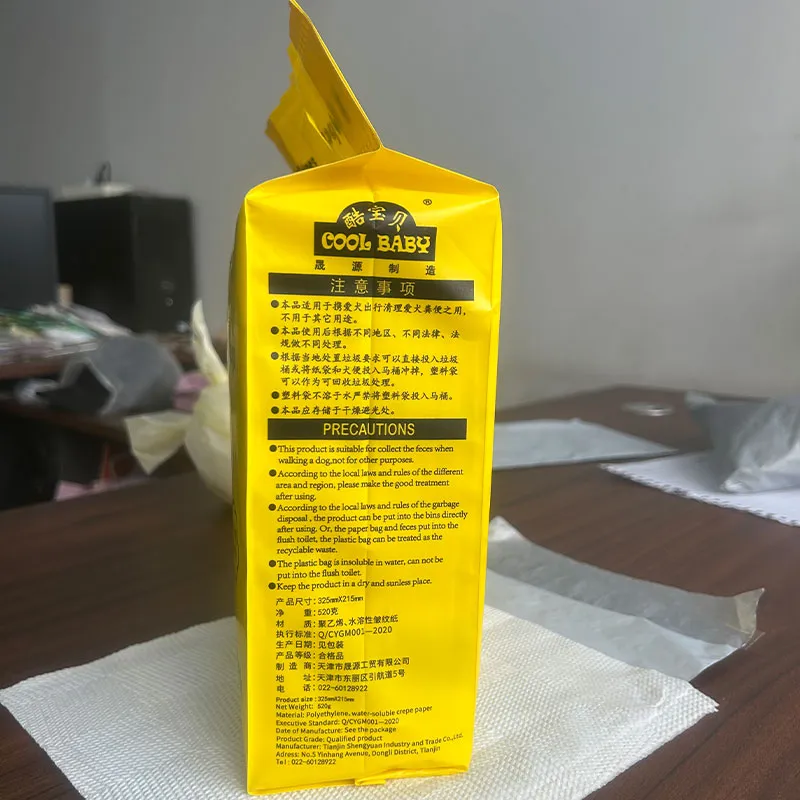 ®
酷宝贝
COOL BABY
晟源制造
注意事项
●本品适用于携爱犬出行清理爱犬粪便之用,
不用于其它用途。
●本品使用后根据不同地区、不同法律、法
规做不同处理。
●根据当地处置垃圾要求可以直接投入垃圾
桶或将纸袋和犬便投入马桶冲掉, 塑料袋
可以作为可回收垃圾处理。
●塑料袋不溶于水严禁将塑料袋投入马桶。
●本品应存储于干燥避光处。
PRECAUTIONS
●This product is suitable for collect the feces when
walking a dog,not for other purposes.
●According to the local laws and rules of the different
area and region, please make the good treatment
after using.
●According to the local laws and rules of the garbage
disposal , the product can be put into the bins directly
after using. Or, the paper bag and feces put into the
flush toilet, the plastic bag can be treated as the
recyclable waste.
●The plastic bag is insoluble in water, can not be
put into the flush toilet.
●Keep the product in a dry and sunless place.
产品尺寸: 325mmX215mm
净 重: 520克
材 质: 聚乙烯、水溶性皱纹纸
执行标准: Q/CYGM001—2020
生产日期: 见包装
产品等级: 合格品
制 造 商: 天津市晟源工贸有限公司
地 址: 天津市东丽区引航道5号
电 话: 022-60128922
Product size : 325mmX215mm
Net Weight: 520g
Material: Polyethylene, water-soluble crepe paper
Executive Standard: Q/CYGM001—2020
Date of Manufacture: See the package
Product Grade: Qualified product
Manufacturer: Tianjin Shengyuan Industry and Trade Co.,Ltd.
Adress: No.5 Yinhang Avenue, Dongli District, Tianjin
Tel : 022-60128922